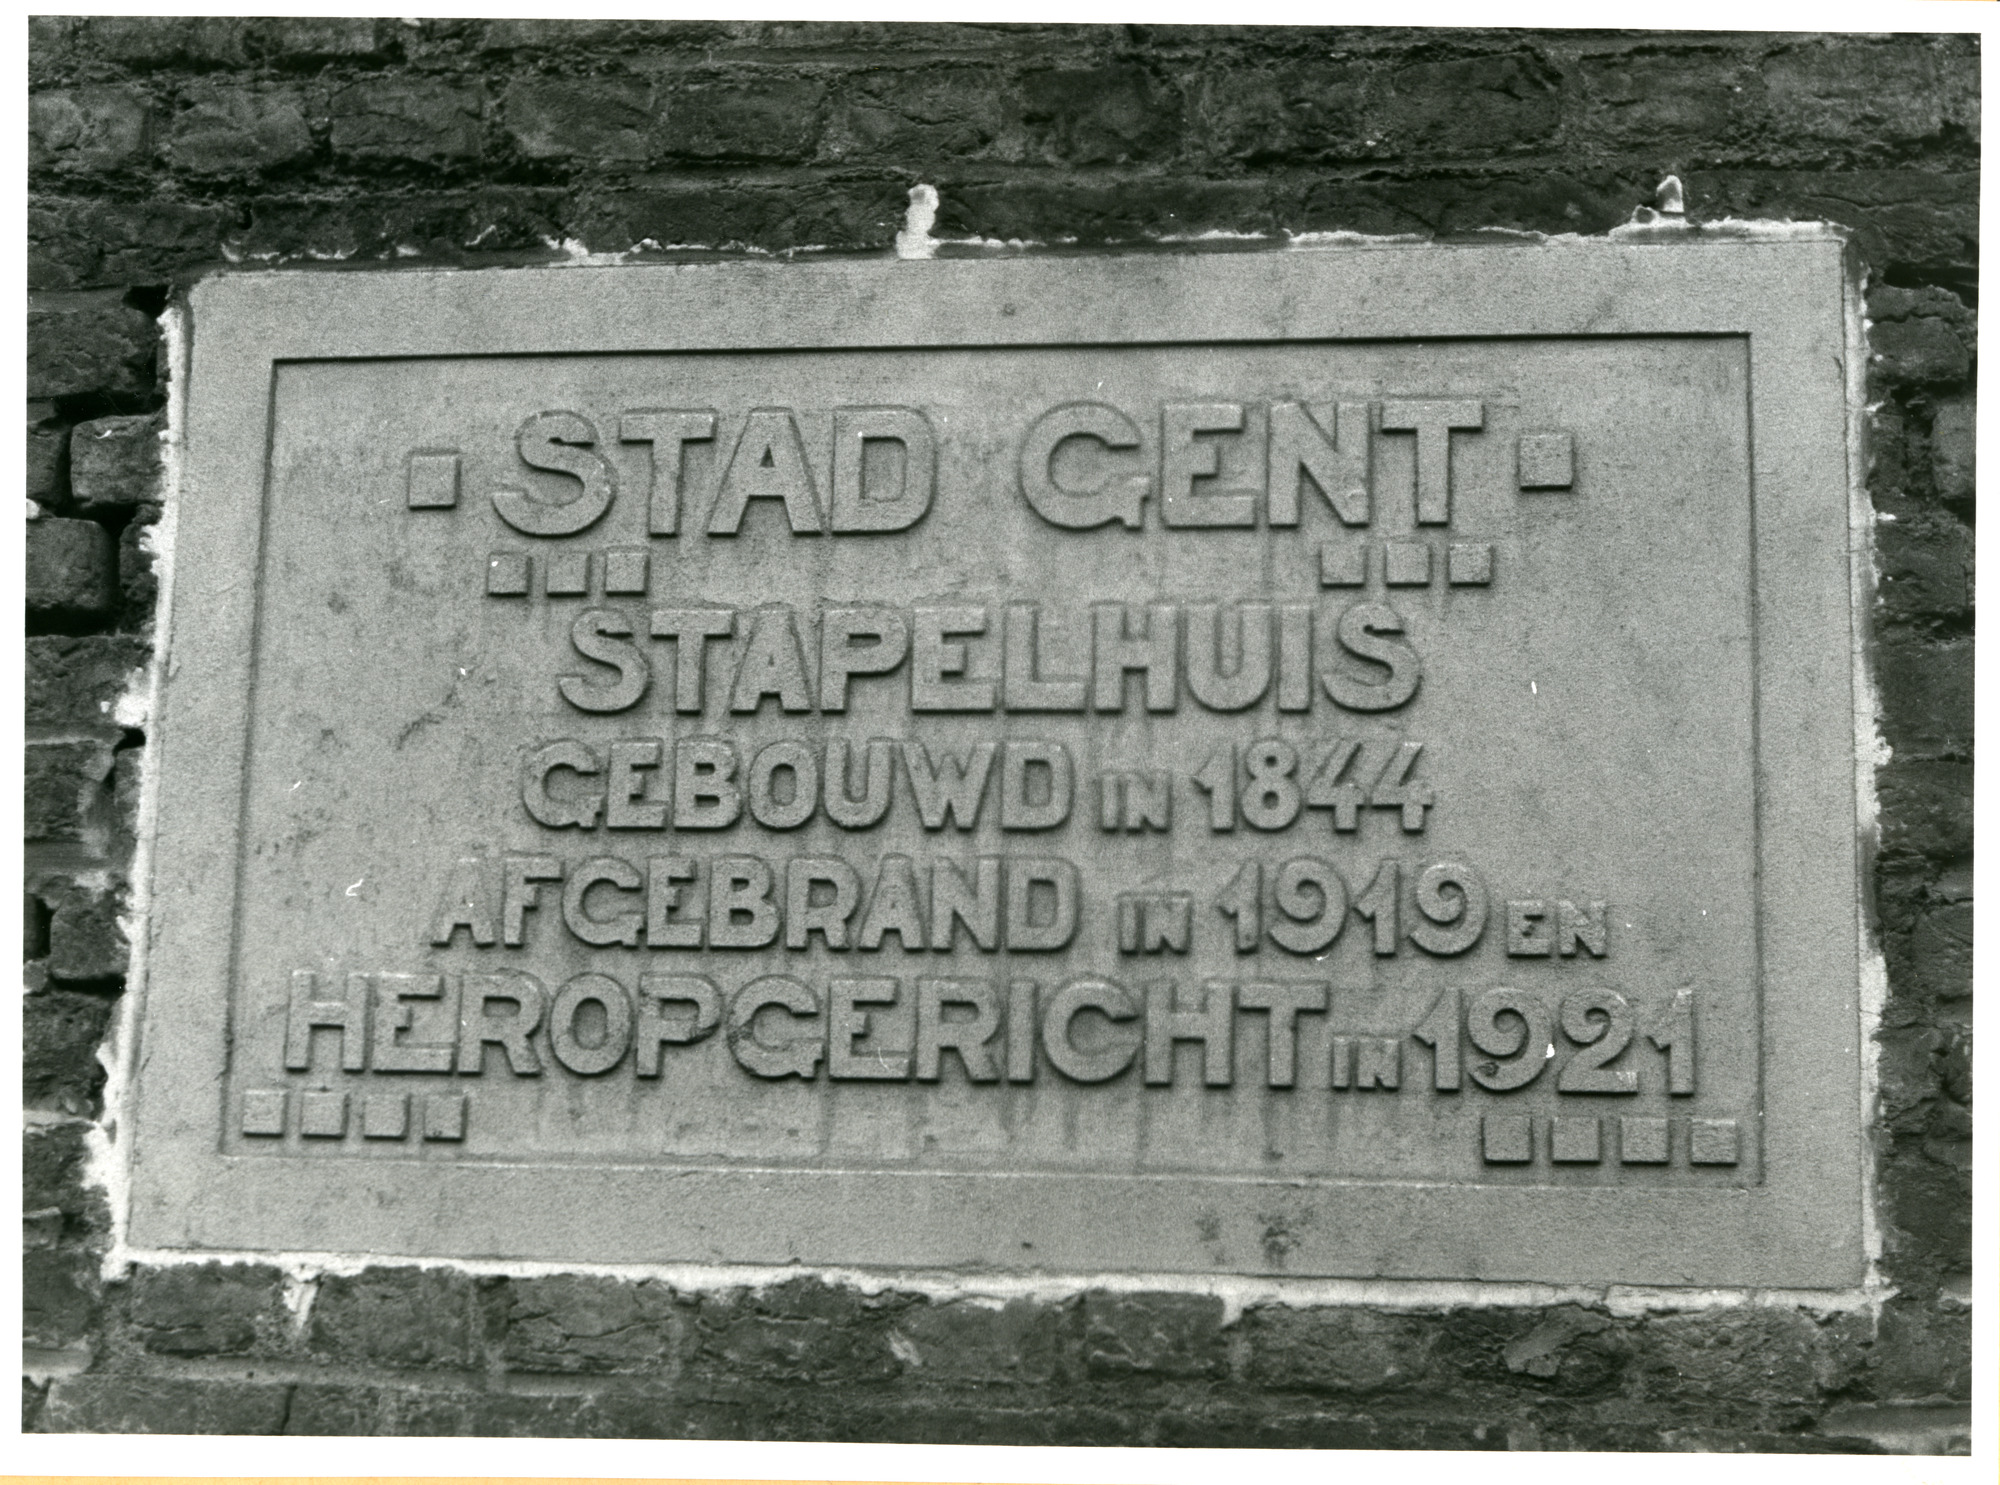 STAD GENT
STAPELHUIS
GEBOUWD IN 1844
AFGEBRAND IN 1919 EN
HEROPGERICHT IN 1921